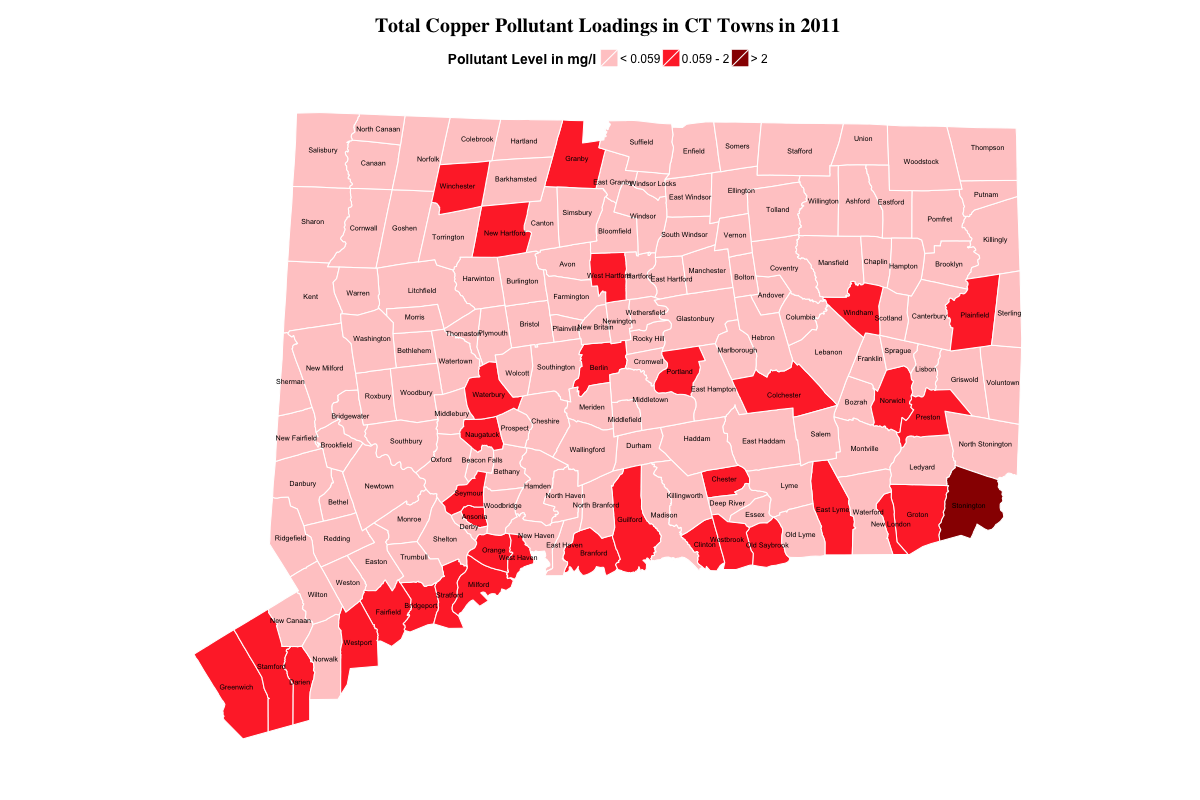 Total Copper Pollutant Loadings in CT Towns in 2011
Pollutant Level in mg/l < 0.059 0.059 - 2 > 2
North Canaan
Colebrook
Hartland
Suffield
Enfield
Somers
Stafford
Union
Woodstock
Thompson
Salisbury
Canaan
Norfolk
Granby
Winchester
Barkhamsted
East Granby
Windsor Locks
East Windsor
Ellington
Tolland
Willington
Ashford
Eastford
Putnam
Pomfret
Sharon
Cornwall
Goshen
Torrington
New Hartford
Canton
Simsbury
Bloomfield
Windsor
South Windsor
Vernon
Killingly
Kent
Warren
Litchfield
Harwinton
Burlington
Avon
West Hartford
Hartford
East Hartford
Manchester
Bolton
Coventry
Mansfield
Chaplin
Hampton
Brooklyn
Farmington
Andover
Morris
Washington
Bethlehem
Thomaston
Plymouth
Bristol
Plainville
New Britain
Newington
Wethersfield
Glastonbury
Columbia
Windham
Scotland
Canterbury
Plainfield
Sterling
Rocky Hill
Hebron
Marlborough
Lebanon
Franklin
Sprague
Lisbon
Griswold
Voluntown
New Milford
Sherman
Watertown
Wolcott
Southington
Berlin
Cromwell
Portland
East Hampton
Colchester
Bozrah
Norwich
Preston
Roxbury
Woodbury
Waterbury
Bridgewater
Middlebury
Meriden
Middletown
Middlefield
New Fairfield
Brookfield
Southbury
Naugatuck
Prospect
Cheshire
Wallingford
Durham
Haddam
East Haddam
Salem
Montville
North Stonington
Oxford
Beacon Falls
Bethany
Ledyard
Danbury
Bethel
Newtown
Seymour
Hamden
North Haven
Woodbridge
North Branford
Killingworth
Chester
Deep River
Lyme
Essex
Madison
Guilford
East Lyme
Waterford
New London
Groton
Stonington
Monroe
Ansonia
Derby
Ridgefield
Redding
Shelton
New Haven
East Haven
Branford
Clinton
Westbrook
Old Saybrook
Old Lyme
Easton
Trumbull
Orange
West Haven
Weston
Wilton
Milford
Stratford
Bridgeport
Fairfield
New Canaan
Westport
Norwalk
Stamford
Darien
Greenwich